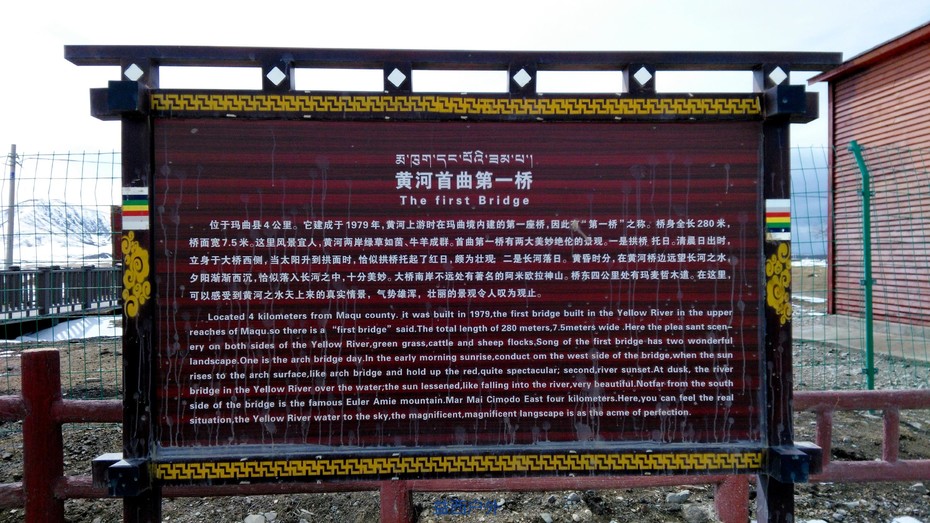 མ་ཁུག་དང་པོའི་ཟམ་པ།
黄河首曲第一桥
The first Bridge
位于玛曲县4公里。它建成于1979年,黄河上游时在玛曲境内建的第一座桥,因此有“第一桥”之称。桥身全长280米,
桥面宽7.5米。这里风景宜人,黄河两岸绿草如茵、牛羊成群。首曲第一桥有两大美妙绝伦的景观。一是拱桥 托日。清晨日出时,
立身于大桥西侧,当太阳升到拱面时,恰似拱桥托起了红日,颇为壮观; 二是长河落日。黄昏时分,在黄河桥边远望长河之水,
夕阳渐渐西沉,恰似落入长河之中,十分美妙。大桥南岸不远处有著名的阿米欧拉神山。桥东四公里处有玛麦哲木道。在这里,
可以感受到黄河之水天上来的真实情景，气势雄浑，壮丽的景观令人叹为观止。
Located 4 kilometers from Maqu county. it was built in 1979,the first bridge built in the Yellow River in the upper
reaches of Maqu.so there is a “first bridge” said.The total length of 280 meters,7.5meters wide .Here the plea sant scen-
ery on both sides of the Yellow River,green grass,cattle and sheep flocks,Song of the first bridge has two wonderful
landscape.One is the arch bridge day.In the early morning sunrise,conduct om the west side of the bridge,when the sun
rises to the arch surface,like arch bridge and hold up the red,quite spectacular; second,river sunset.At dusk, the river
bridge in the Yellow River over the water;the sun lessened,like falling into the river,very beautiful.Notfar from the south
side of the bridge is the famous Euler Amie mountain.Mar Mai Cimodo East four kilometers.Here,you can feel the real
situation,the Yellow River water to the sky,the magnificent,magnificent langscape is as the acme of perfection.